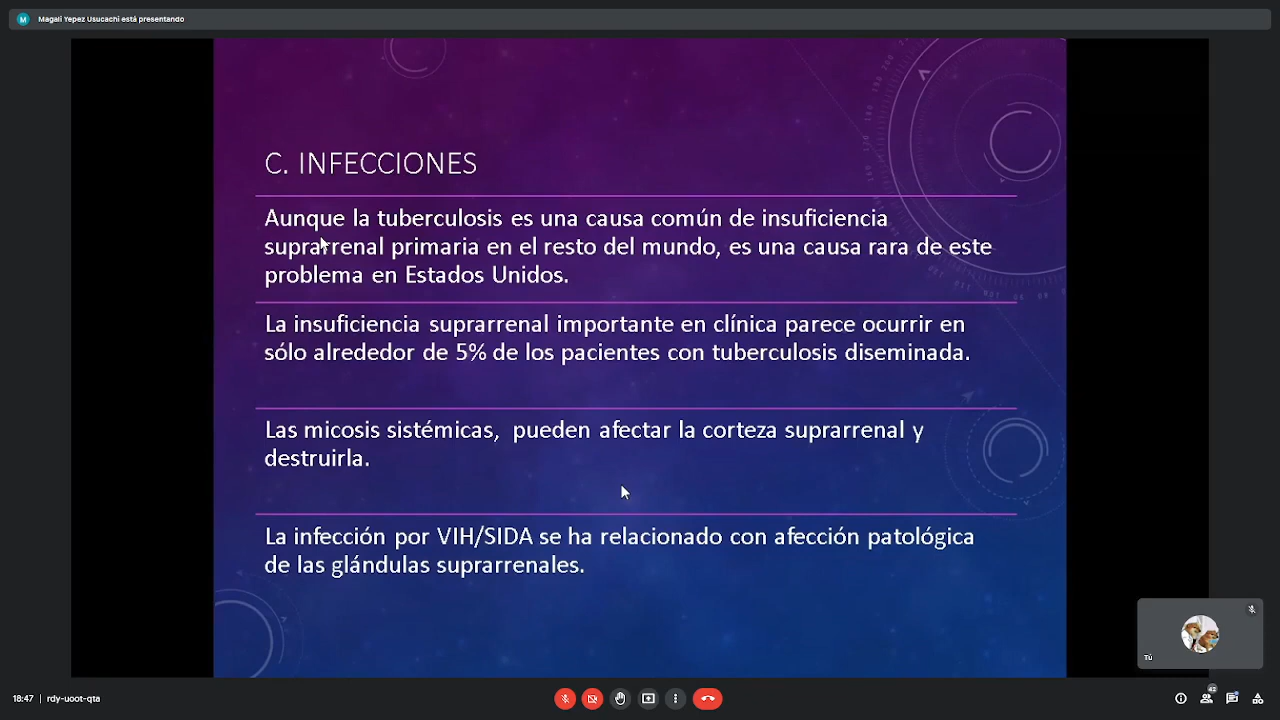 M Magali Yepez Usucachi está presentando
C. INFECCIONES
Aunque la tuberculosis es una causa común de insuficiencia
suprarrenal primaria en el resto del mundo, es una causa rara de este
problema en Estados Unidos.
La insuficiencia suprarrenal importante en clínica parece ocurrir en
sólo alrededor de 5% de los pacientes con tuberculosis diseminada.
Las micosis sistémicas, pueden afectar la corteza suprarrenal y
destruirla.
La infección por VIH/SIDA se ha relacionado con afección patológica
de las glándulas suprarrenales.
Tú
18:47 | rdy-uoot-qta
42